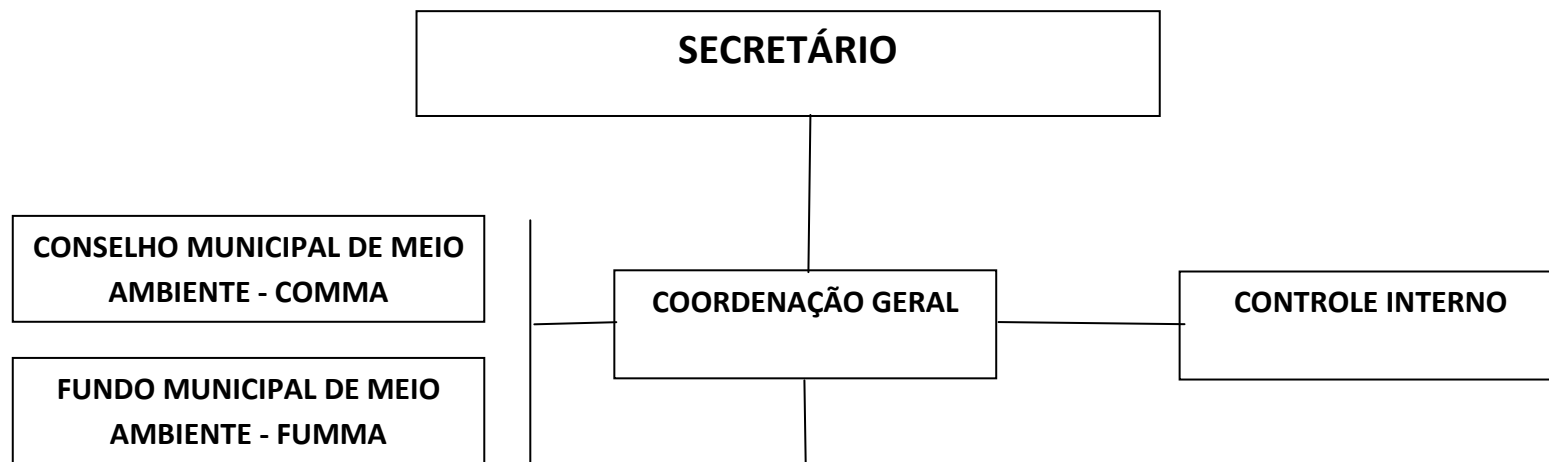 SECRETÁRIO
CONSELHO MUNICIPAL DE MEIO
AMBIENTE - COMMA
COORDENAÇÃO GERAL
CONTROLE INTERNO
FUNDO MUNICIPAL DE MEIO
AMBIENTE - FUMMA